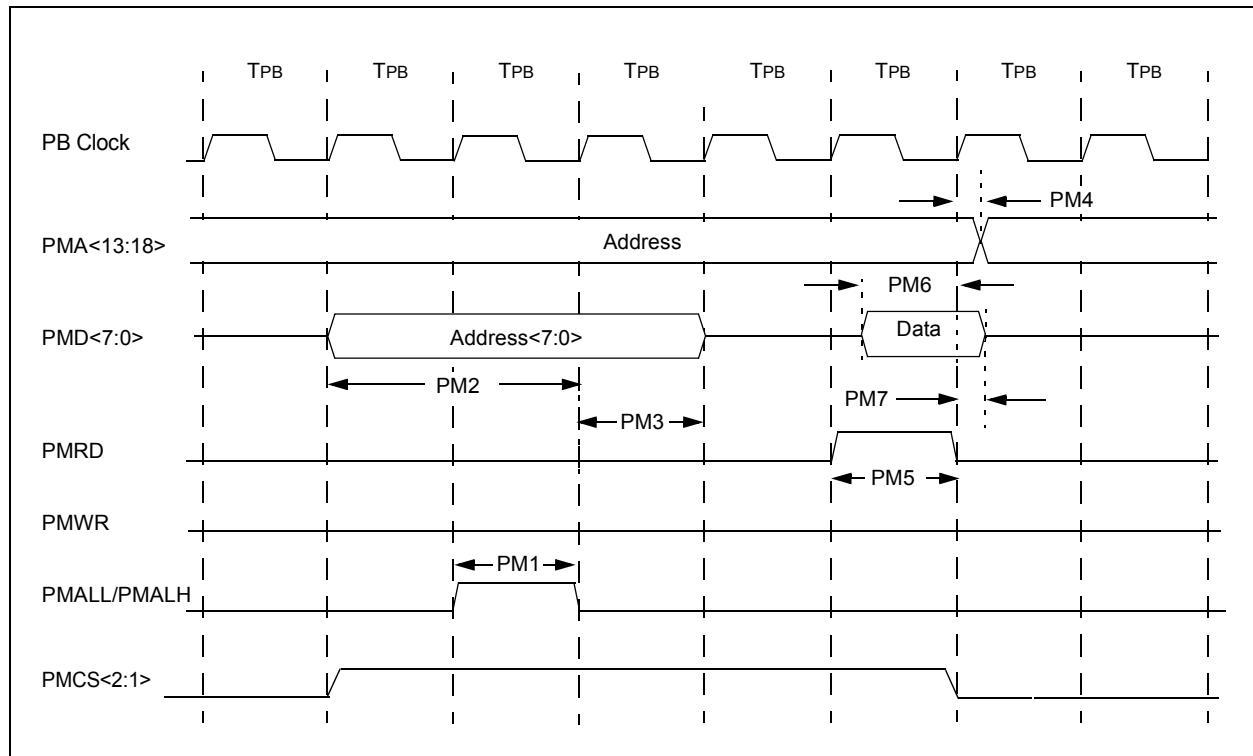 TPB TPB TPB TPB TPB TPB TPB TPB
PB Clock
PM4
PMA<13:18>
Address
PM6
PMD<7:0>
Address<7:0>
Data
PM2
PM7
PM3
PMRD
PM5
PMWR
PM1
PMALL/PMALH
PMCS<2:1>